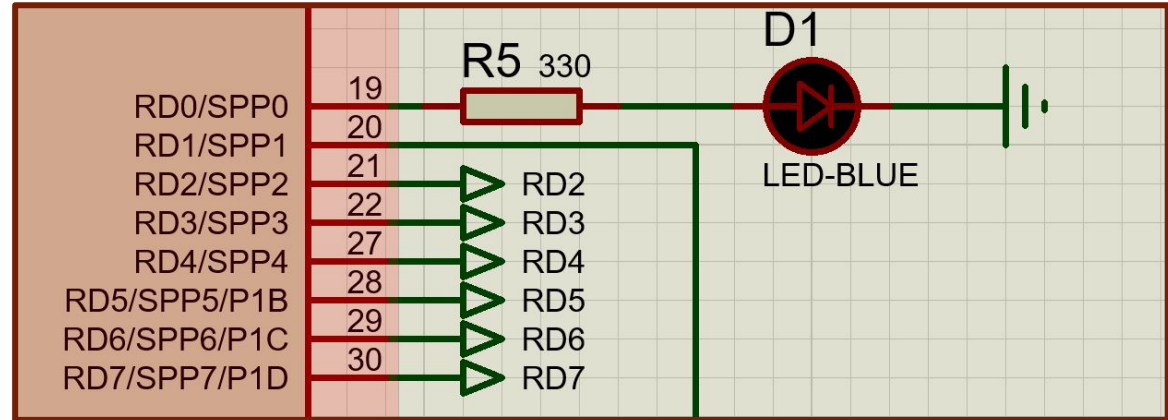 D1
R5 330
19
RD0/SPP0
20
RD1/SPP1
LED-BLUE
21
RD2/SPP2 RD2
22
RD3/SPP3 RD3
27
RD4/SPP4 RD4
28
RD5/SPP5/P1B RD5
29
RD6/SPP6/P1C RD6
30
RD7/SPP7/P1D RD7